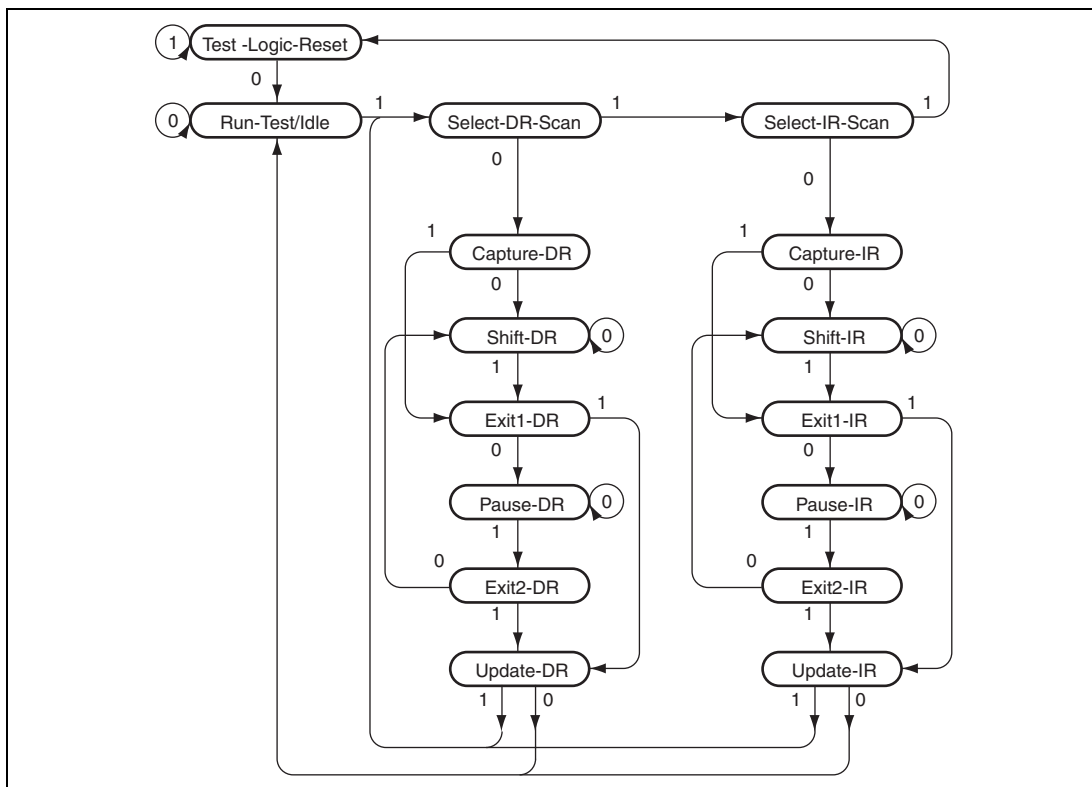 1 Test -Logic-Reset
0
0 Run-Test/Idle 1 Select-DR-Scan 1 Select-IR-Scan 1
0 0
1 Capture-DR 1 Capture-IR
0 0
Shift-DR 0 Shift-IR 0
1 1
Exit1-DR 1 Exit1-IR 1
0 0
Pause-DR 0 Pause-IR 0
1 1
0 Exit2-DR 0 Exit2-IR
1 1
Update-DR Update-IR
1 0 1 0